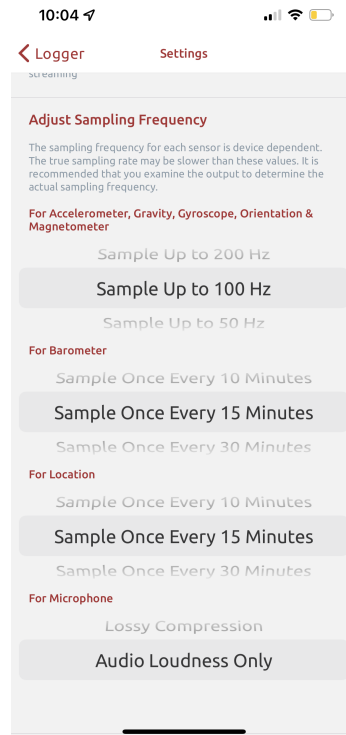 10:04
Logger
Settings
streaming
Adjust Sampling Frequency
The sampling frequency for each sensor is device dependent.
The true sampling rate may be slower than these values. It is
recommended that you examine the output to determine the
actual sampling frequency.
For Accelerometer, Gravity, Gyroscope, Orientation &
Magnetometer
Sample Up to 200 Hz
Sample Up to 100 Hz
Sample Up to 50 Hz
For Barometer
Sample Once Every 10 Minutes
Sample Once Every 15 Minutes
Sample Once Every 30 Minutes
For Location
Sample Once Every 10 Minutes
Sample Once Every 15 Minutes
Sample Once Every 30 Minutes
For Microphone
Lossy Compression
Audio Loudness Only